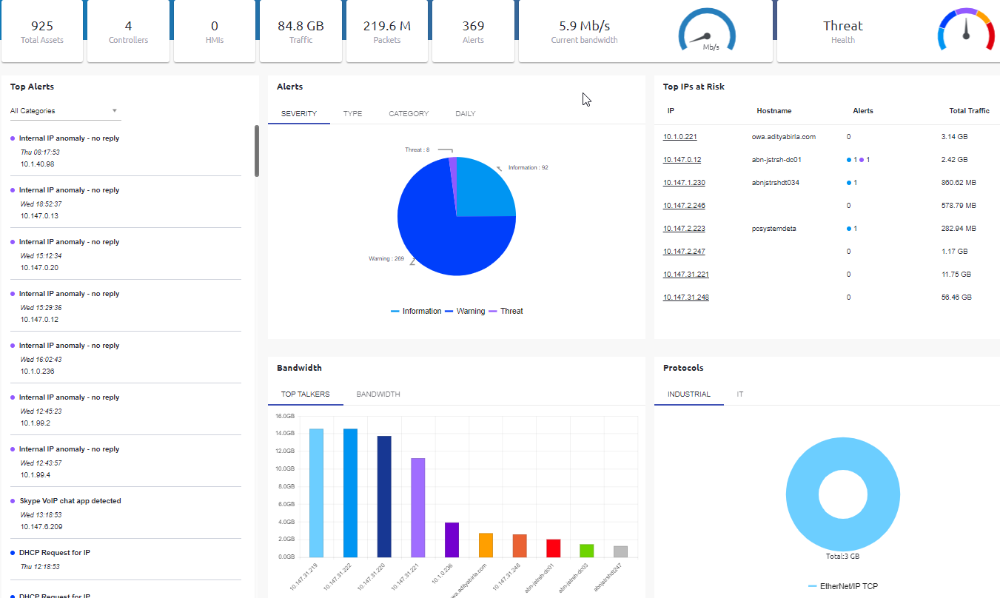 925
Total Assets
4
Controllers
0
HMIs
84.8 GB
Traffic
219.6 M
Packets
369
Alerts
5.9 Mb/s
Current bandwidth
Mb/s
Threat
Health
Top Alerts
All Categories
Internal IP anomaly - no reply
Thu 08:17:53
10.1.40.98
Internal IP anomaly - no reply
Wed 18:52:37
10.147.0.13
Internal IP anomaly - no reply
Wed 15:12:34
10.147.0.20
Internal IP anomaly - no reply
Wed 15:29:36
10.147.0.12
Internal IP anomaly - no reply
Wed 16:02:43
10.1.0.236
Internal IP anomaly - no reply
Wed 12:45:23
10.1.99.2
Internal IP anomaly - no reply
Wed 12:43:57
10.1.99.4
Skype VoIP chat app detected
Wed 13:18:53
10.147.6.209
DHCP Request for IP
Thu 12:18:53
DHCP Request for IP
Alerts
SEVERITY TYPE CATEGORY DAILY
Threat : 8
Information : 92
Warning : 269
Information Warning Threat
Top IPs at Risk
IP Hostname Alerts Total Traffic
10.1.0.221 owa.adityabirla.com 0 3.14 GB
10.147.0.12 abn-jstrsh-dc01 1 1 2.42 GB
10.147.1.230 abnjstrshdt034 1 860.62 MB
10.147.2.246 0 578.79 MB
10.147.2.223 pcsystemdeta 1 282.94 MB
10.147.2.247 0 1.17 GB
10.147.31.221 0 11.75 GB
10.147.31.248 0 56.46 GB
Bandwidth
TOP TALKERS BANDWIDTH
16.0GB
14.0GB
12.0GB
10.0GB
8.0GB
6.0GB
4.0GB
2.0GB
0.0GB
10.147.31.219
10.147.31.222
10.147.31.220
10.147.31.221
10.1.0.236
owa.adityabirla.com
10.147.31.248
abn-jstrsh-dc01
abn-jstrsh-dc03
abnjstrshdt247
Protocols
INDUSTRIAL IT
Total:3 GB
EtherNet/IP TCP